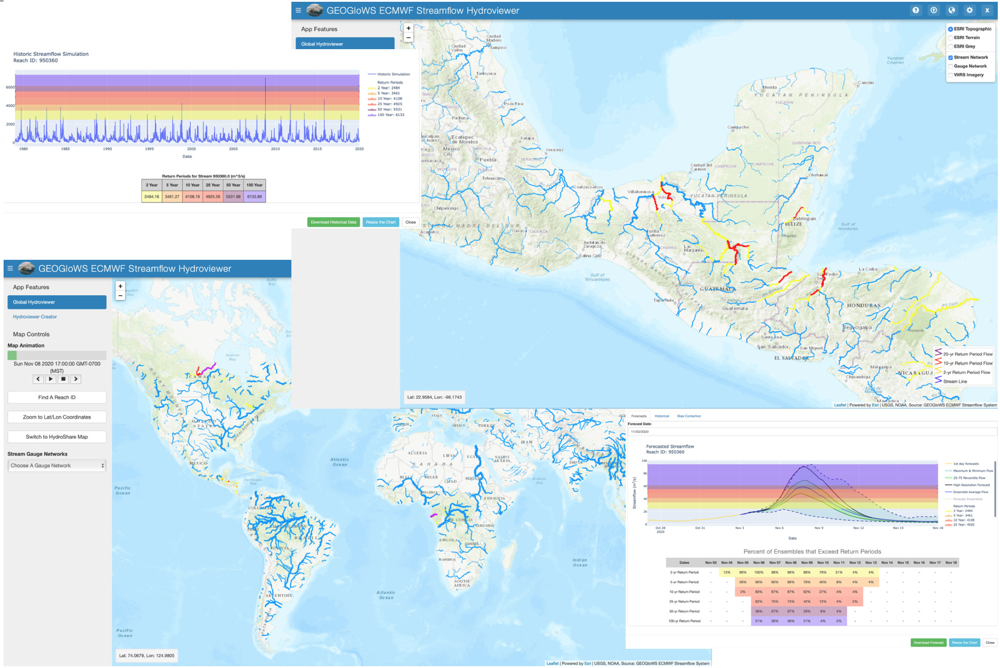 GEOGloWS ECMWF Streamflow Hydroviewer
App Features
Global Hydroviewer
+
−
ESRI Topographic
ESRI Terrain
ESRI Grey
Stream Network
Gauge Network
VIIRS Imagery
Ciudad Madero
Tampico
Ciudad Valles
Tantoyuca
Poza Rica
HIDALGO
Pachuca
Ecatepec de Morelos
Mexico City
TLAXCALA
Xalapa
Puebla
PUEBLA
VERACRUZ
Veracruz
MORELOS
Tehuacán
Chilpancingo
SIERRA MADRE DEL SUR
Acapulco
Oaxaca
OAXACA
Coatzacoalcos
Villahermosa
TABASCO
Ciudad del Carmen
CAMPECHE
CAMPECHE
Campeche
Merida
YUCATAN PENINSULA
YUCATAN
Cancún
Yucatan Channel
QUINTANA ROO
Chetumal
YUCATAN PENINSULA
Belmopan
BELIZE
Chiquibul
Gulf of Honduras
Tuxtla Gutierrez
CHIAPAS
Las Margaritas
Juchitán de Zaragoza
Salina Cruz
Gulf of Tehuantepec
Tapachula
GUATEMALA
Guatemala
San Pedro Sula
La Ceiba
HONDURAS
Tegucigalpa
Rio Coco
Bosawas
Santa Ana
San Salvador
San Miguel
EL SALVADOR
Matagalpa
NICARAGUA
Chinandega
Managua
20-yr Return Period Flow
10-yr Return Period Flow
2-yr Return Period Flow
Stream Line
Lat: 22.9584, Lon: -96.1743
Leaflet | Powered by Esri | USGS, NOAA, Source: GEOGloWS ECMWF Streamflow System
Historic Streamflow Simulation
Reach ID: 950360
6000
4000
2000
0
1980 1985 1990 1995 2000 2005 2010 2015 2020
Date
Historic Simulation
Return Periods
2 Year: 2484
5 Year: 3461
10 Year: 4108
25 Year: 4925
50 Year: 5531
100 Year: 6133
Return Periods for Stream 950360.0 (m^3/s)
2 Year 5 Year 10 Year 25 Year 50 Year 100 Year
2484.16 3461.27 4108.19 4925.59 5531.98 6133.89
Download Historical Data Resize the Chart Close
GEOGloWS ECMWF Streamflow Hydroviewer
App Features
Global Hydroviewer
Hydroviewer Creator
Map Controls
Map Animation
Sun Nov 08 2020 17:00:00 GMT-0700
(MST)
Find A Reach ID
Zoom to Lat/Lon Coordinates
Switch to HydroShare Map
Stream Gauge Networks
Choose A Gauge Network
+
−
Baffin Bay
Hudson Bay
CANADA
ROCKY MOUNTAINS
UNITED STATES
APPALACHIAN MTNS
MEXICO
Caribbean Sea
Pacific Ocean
Atlantic Ocean
COLOMBIA
PERU
AMAZON BASIN
BRAZIL
BOLIVIA
ARGENTINA
PATAGONIA
Pacific Ocean
Atlantic Ocean
SPAIN
ITALY
GREECE
TURKEY
IRAN
ALGERIA
LIBYA
EGYPT
SAUDI ARABIA
SAHARA
MALI
NIGER
CHAD
SUDAN
NIGERIA
ETHIOPIA
Arabian Sea
INDIA
DR CONGO
TANZANIA
ANGOLA
ZAMBIA
NAMIBIA
SOUTH AFRICA
Indian Ocean
Lat: 74.0679, Lon: 124.9805
Leaflet | Powered by Esri | USGS, NOAA, Source: GEOGloWS ECMWF Streamflow System
Forecasts Historical Bias Correction
Forecast Date:
11/03/2020
Forecasted Streamflow
Reach ID: 950360
Streamflow (m³/s)
10k
8k
6k
4k
2k
0
Oct 28 Oct 31 Nov 3 Nov 6 Nov 9 Nov 12 Nov 15 Nov 18
2020
Date
1st day forecasts
Maximum & Minimum Flow
25-75 Percentile Flow
High Resolution Forecast
Ensemble Average Flow
Forecast Ensembles
Return Periods
2 Year: 2484
5 Year: 3461
10 Year: 4108
25 Year: 4925
Percent of Ensembles that Exceed Return Periods
Dates Nov 03 Nov 04 Nov 05 Nov 06 Nov 07 Nov 08 Nov 09 Nov 10 Nov 11 Nov 12 Nov 13 Nov 14 Nov 15 Nov 16 Nov 17 Nov 18
2-yr Return Period - 13% 96% 100% 98% 98% 88% 79% 31% 4% 4% - - - - -
5-yr Return Period - - 38% 90% 90% 88% 79% 40% 8% 4% 4% - - - - -
10-yr Return Period - - 2% 83% 87% 87% 62% 27% 4% 4% - - - - - -
25-yr Return Period - - - 62% 75% 73% 42% 12% 4% 2% - - - - - -
50-yr Return Period - - - 38% 67% 67% 29% 8% 4% - - - - - - -
100-yr Return Period - - - 21% 56% 46% 21% 4% 2% - - - - - - -
Download Forecast Resize the Chart Close